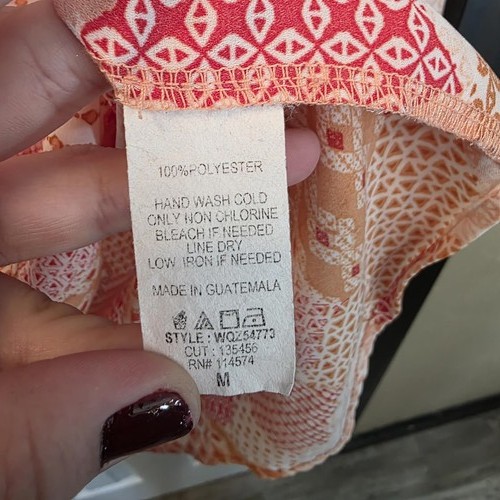 100%POLYESTER
HAND WASH COLD
ONLY NON CHLORINE
BLEACH IF NEEDED
LINE DRY
LOW IRON IF NEEDED
MADE IN GUATEMALA
STYLE : WQZ54773
CUT : 135456
RN# 114574
M